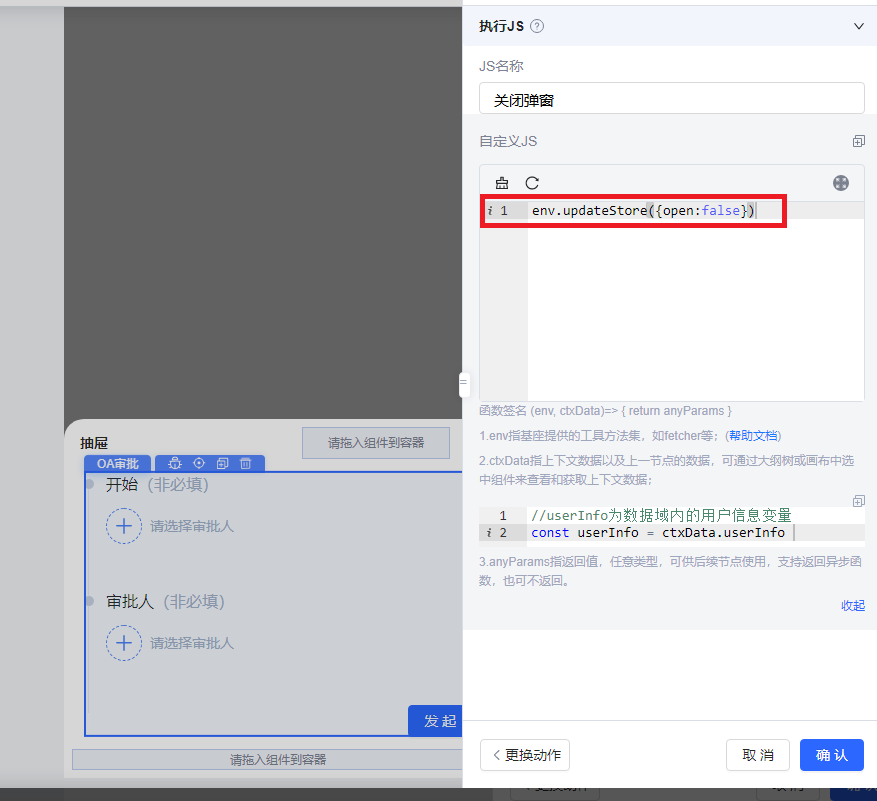 执行JS ?
JS名称
关闭弹窗
自定义JS
i 1 env.updateStore({open:false})
函数签名 (env, ctxData)=> { return anyParams }
1.env指基座提供的工具方法集，如fetcher等；(帮助文档)
2.ctxData指上下文数据以及上一节点的数据，可通过大纲树或画布中选
中组件来查看和获取上下文数据；
1 //userInfo为数据域内的用户信息变量
i 2 const userInfo = ctxData.userInfo
3.anyParams指返回值，任意类型，可供后续节点使用，支持返回异步函
数，也可不返回。
收起
更换动作
取 消
确 认
抽屉
请拖入组件到容器
OA审批
开始（非必填）
请选择审批人
审批人（非必填）
请选择审批人
发 起
请拖入组件到容器